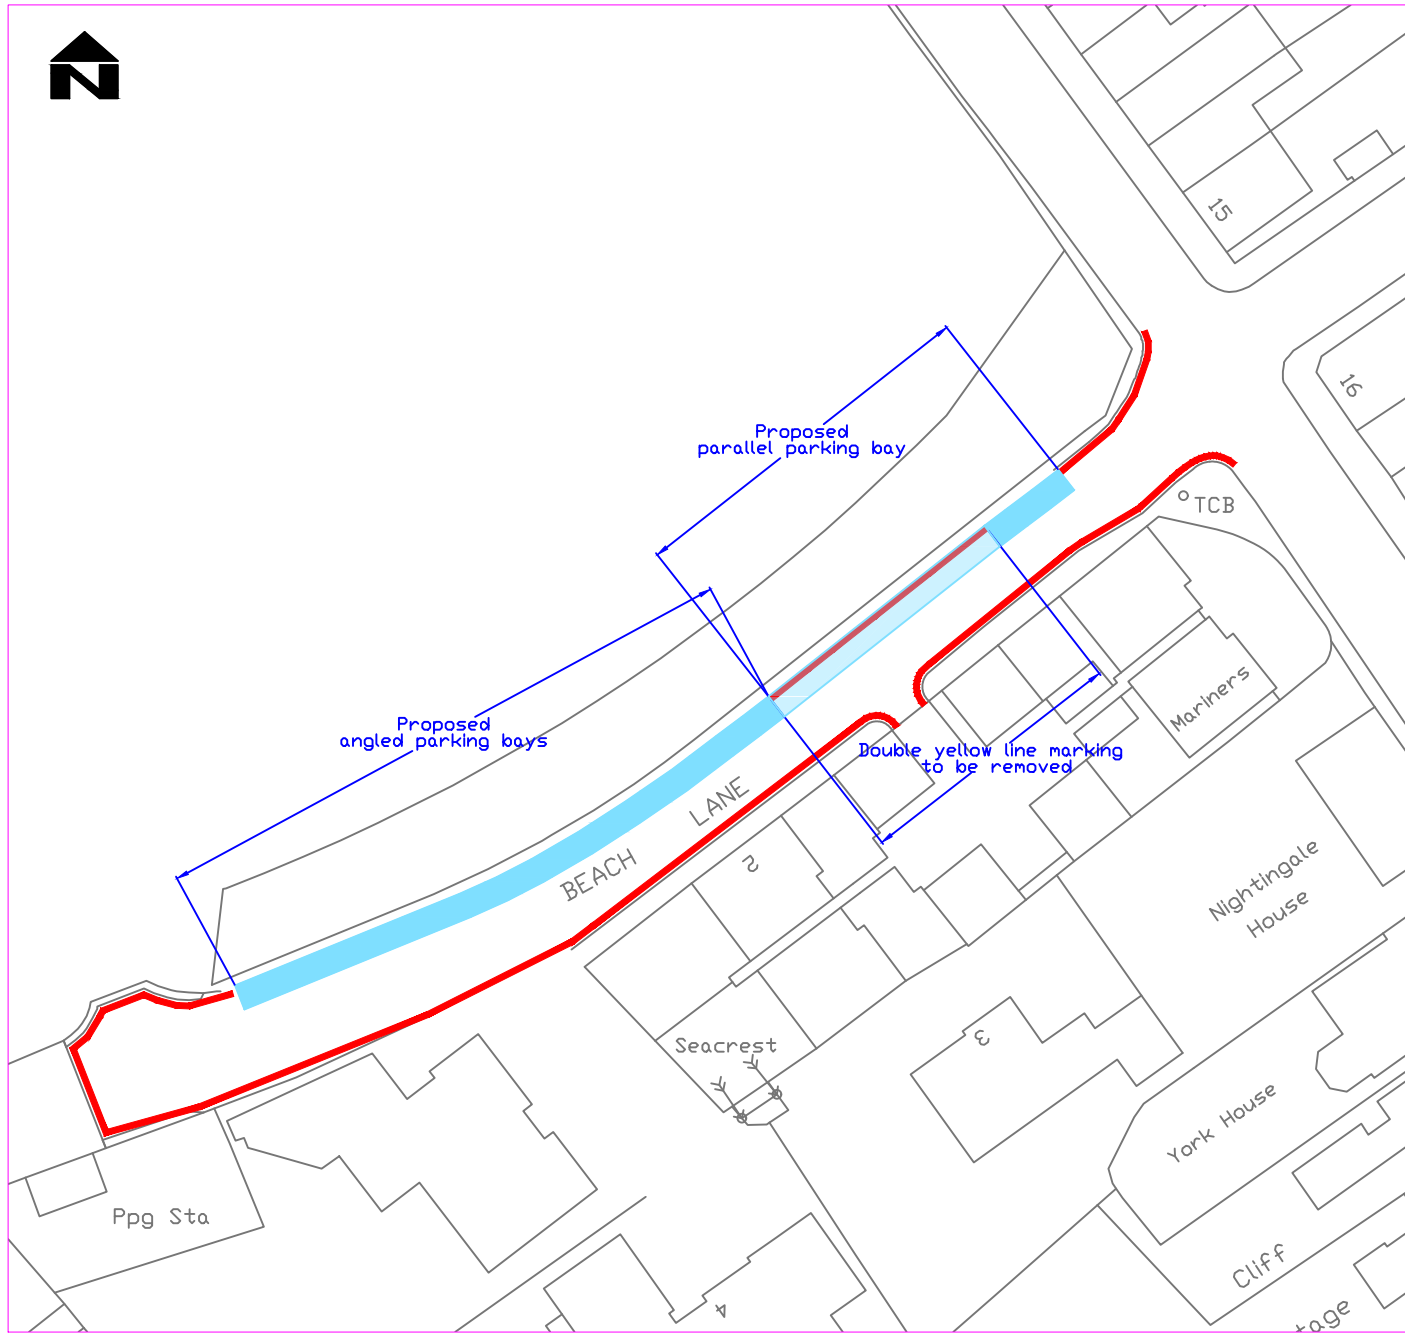 N
15
16
Proposed
parallel parking bay
TCB
Mariners
Proposed
angled parking bays
Double yellow line marking
to be removed
BEACH LANE
2
Nightingale
House
Seacrest
3
York House
Ppg Sta
Cliff
4
tage